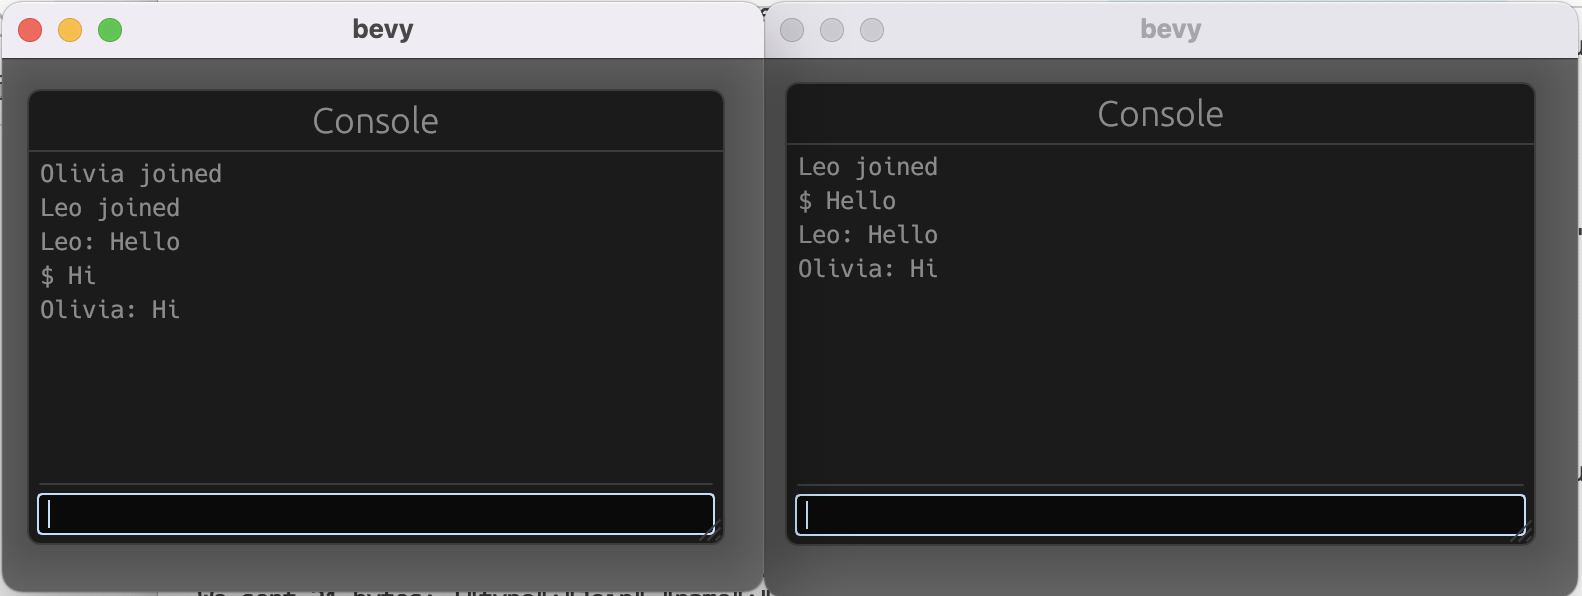 bevy
Console
Olivia joined
Leo joined
Leo: Hello
$ Hi
Olivia: Hi
bevy
Console
Leo joined
$ Hello
Leo: Hello
Olivia: Hi